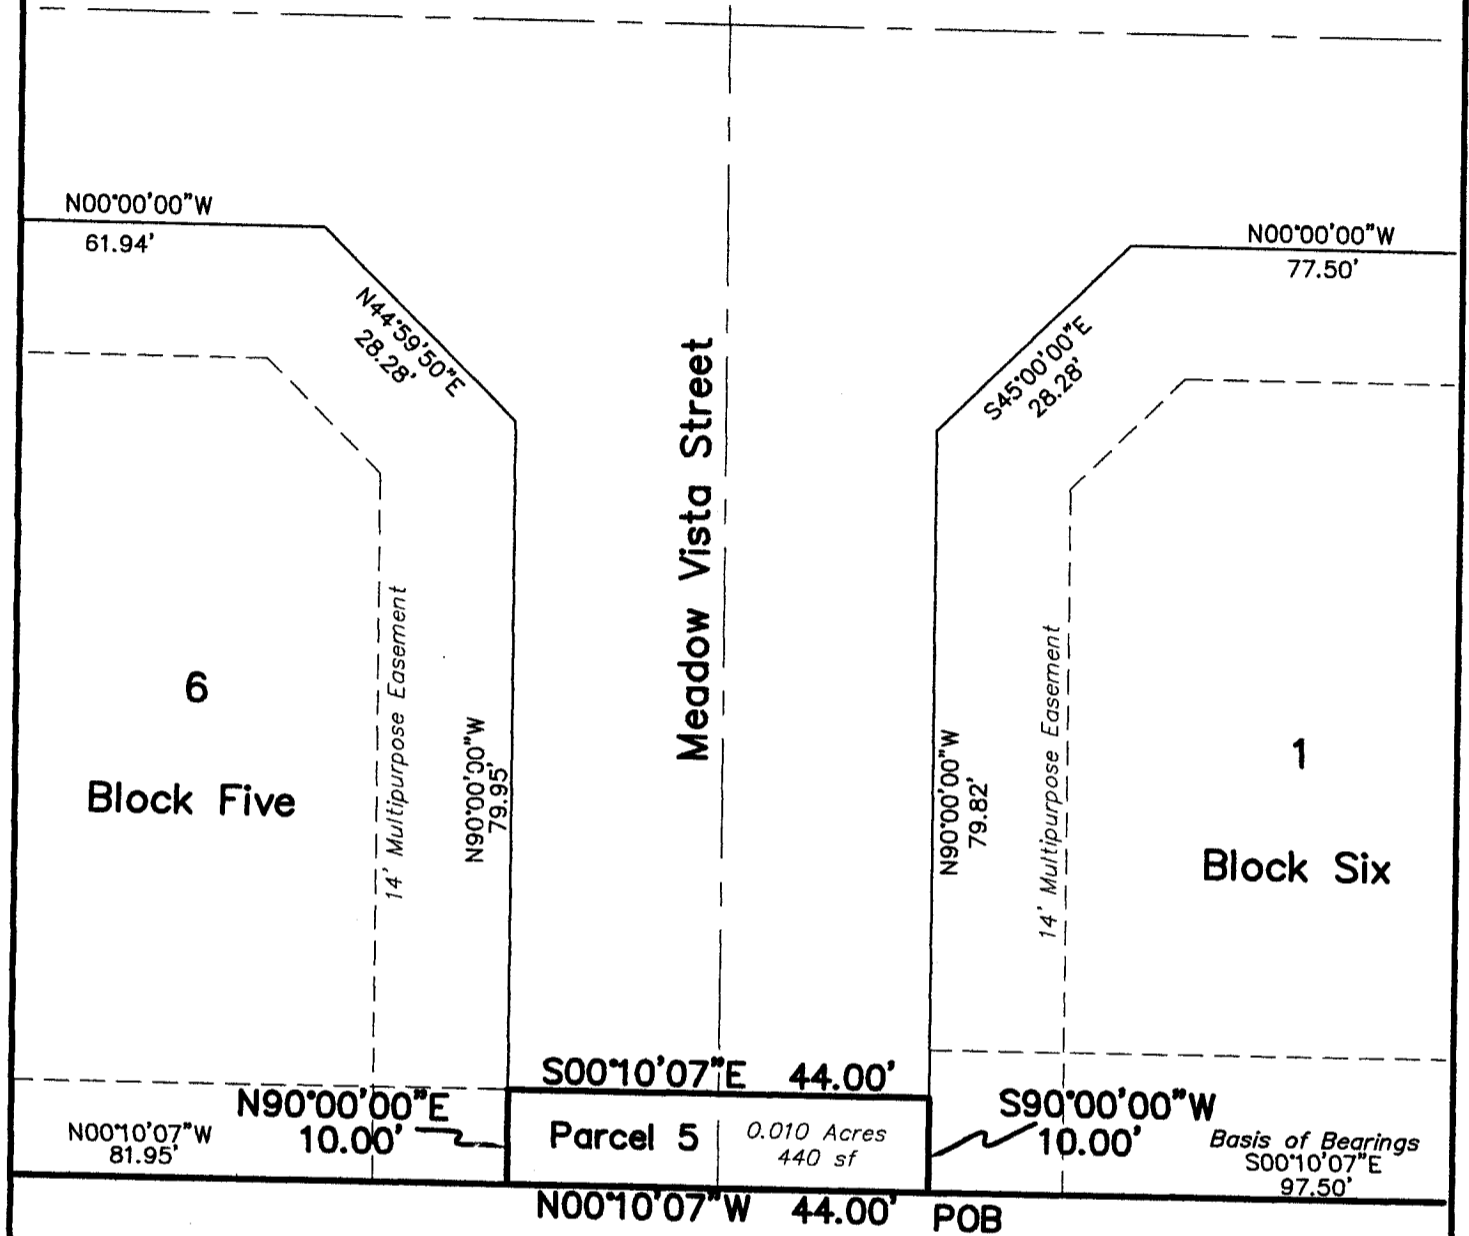 N00°00'00"W
61.94'
N00°00'00"W
77.50'
N44°59'50"E
28.28'
S45°00'00"E
28.28'
Meadow Vista Street
6
Block Five
14' Multipurpose Easement
N90°00'00"W
79.95'
N90°00'00"W
79.82'
14' Multipurpose Easement
1
Block Six
S00°10'07"E 44.00'
N90°00'00"E
10.00'
Parcel 5
0.010 Acres
440 sf
S90°00'00"W
10.00'
N00°10'07"W
81.95'
Basis of Bearings
S00°10'07"E
97.50'
N00°10'07"W 44.00'
POB